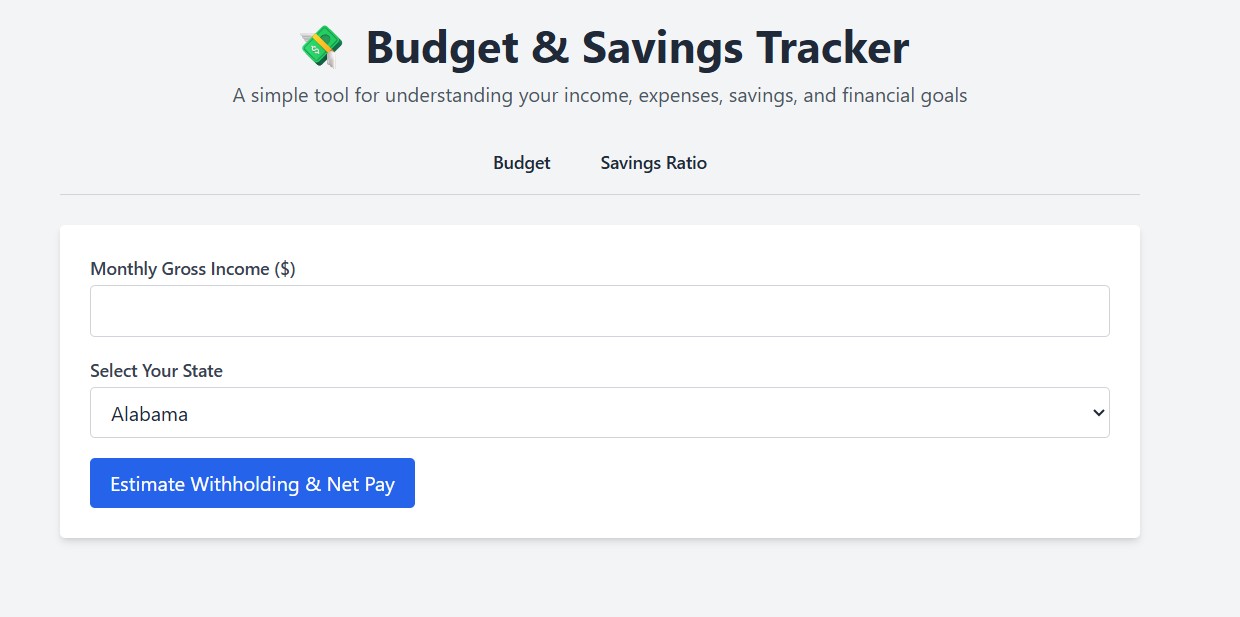 Budget & Savings Tracker
A simple tool for understanding your income, expenses, savings, and financial goals
Budget Savings Ratio
Monthly Gross Income ($)
Select Your State
Alabama
Estimate Withholding & Net Pay